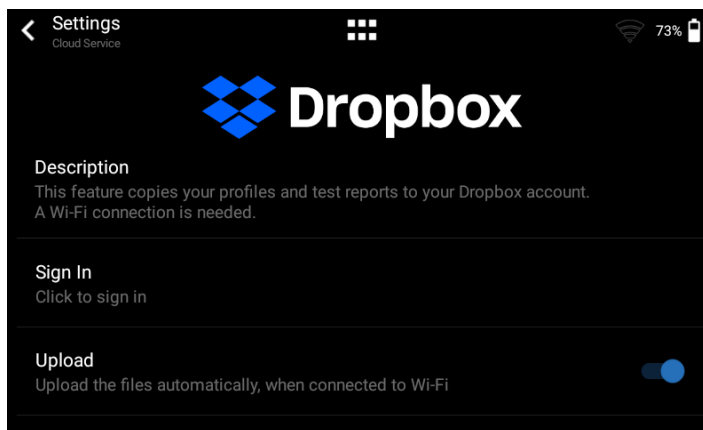 Settings
Cloud Service
73%
Dropbox
Description
This feature copies your profiles and test reports to your Dropbox account.
A Wi-Fi connection is needed.
Sign In
Click to sign in
Upload
Upload the files automatically, when connected to Wi-Fi